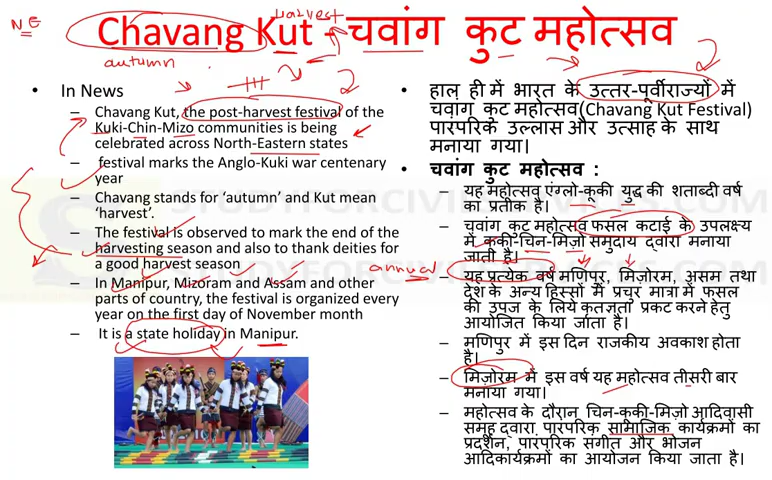 NE
harvest
Chavang Kut - चवांग कुट महोत्सव
autumn
2
2
• In News
– Chavang Kut, the post-harvest festival of the
Kuki-Chin-Mizo communities is being
celebrated across North-Eastern states
– festival marks the Anglo-Kuki war centenary
year
– Chavang stands for ‘autumn’ and Kut mean
‘harvest’.
– The festival is observed to mark the end of the
harvesting season and also to thank deities for
a good harvest season
– In Manipur, Mizoram and Assam and other
parts of country, the festival is organized every
year on the first day of November month
– It is a state holiday in Manipur.
• हाल ही में भारत के उत्तर-पूर्वीराज्यों में
चवांग कुट महोत्सव(Chavang Kut Festival)
पारंपरिक उल्लास और उत्साह के साथ
मनाया गया।
• चवांग कुट महोत्सव :
– यह महोत्सव एंग्लो-कूकी युद्ध की शताब्दी वर्ष
का प्रतीक है।
– चवांग कुट महोत्सव फसल कटाई के उपलक्ष्य
में कूकी-चिन-मिज़ो समुदाय द्वारा मनाया
जाती है।
annual
– यह प्रत्येक वर्ष मणिपुर, मिज़ोरम, असम तथा
देश के अन्य हिस्सों में प्रचुर मात्रा में फसल
की उपज के लिये कृतज्ञता प्रकट करने हेतु
आयोजित किया जाता है।
– मणिपुर में इस दिन राजकीय अवकाश होता
है।
– मिज़ोरम में इस वर्ष यह महोत्सव तीसरी बार
मनाया गया।
– महोत्सव के दौरान चिन-कूकी-मिज़ो आदिवासी
समूह द्वारा पारंपरिक सामाजिक कार्यक्रमों का
प्रदर्शन, पारंपरिक संगीत और भोजन
आदिकार्यक्रमों का आयोजन किया जाता है।